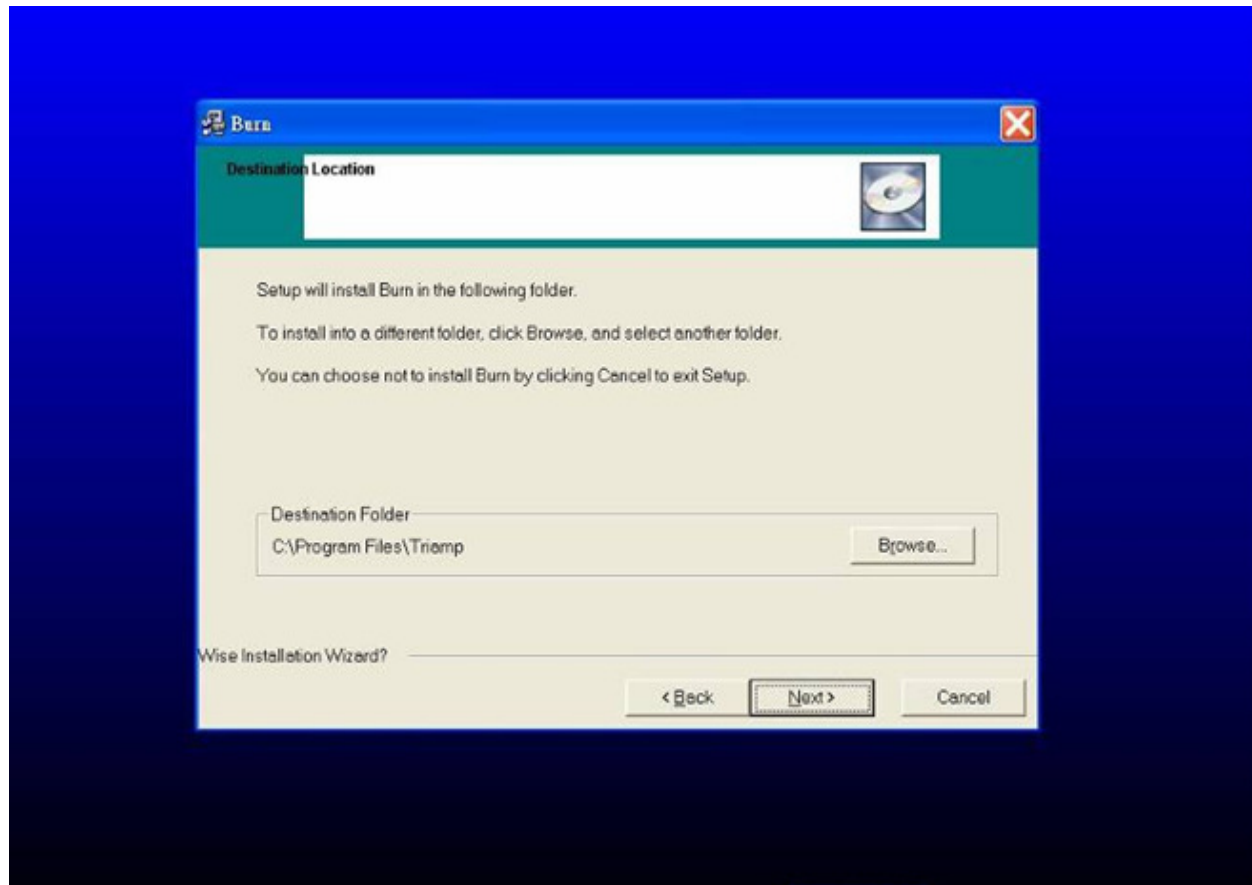 Burn
Destination Location
Setup will install Burn in the following folder.
To install into a different folder, click Browse, and select another folder.
You can choose not to install Burn by clicking Cancel to exit Setup.
Destination Folder
C:\Program Files\Triamp
Browse...
Wise Installation Wizard?
< Back
Next >
Cancel